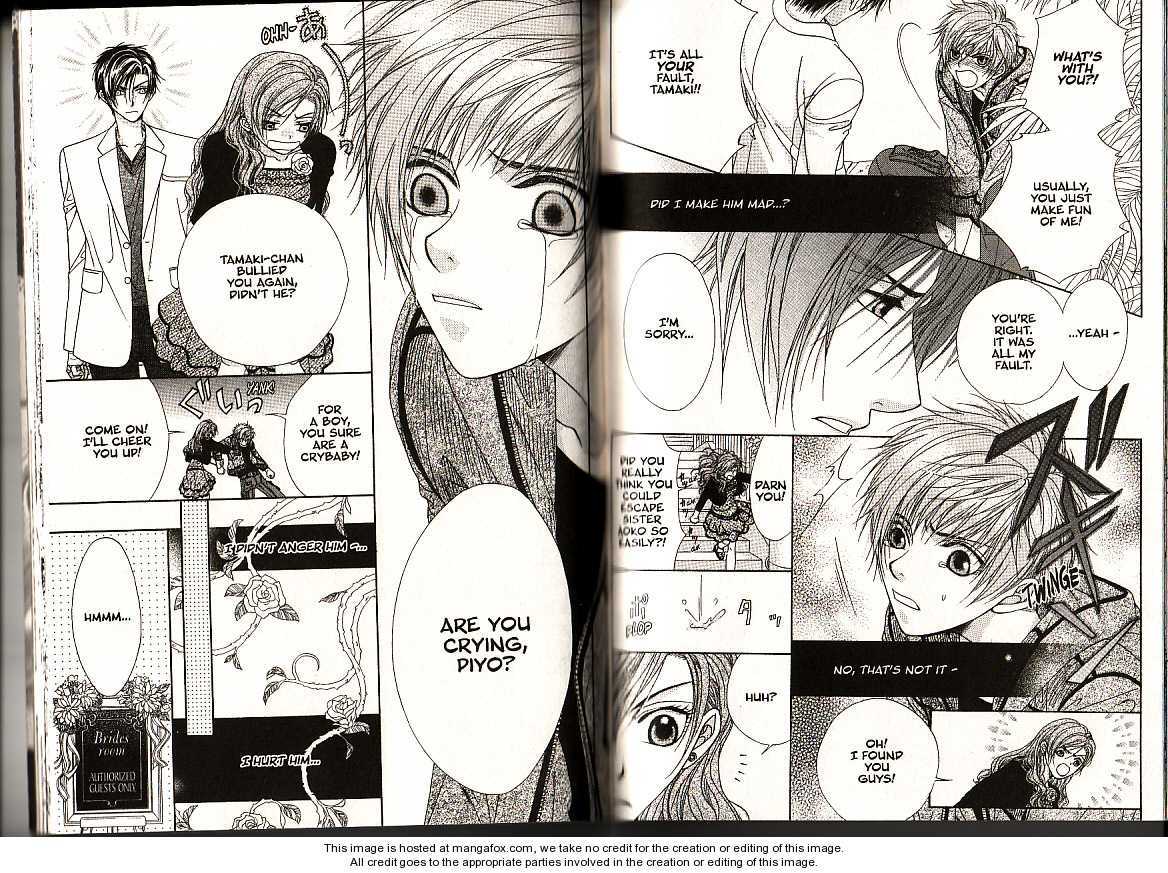 WHAT'S
WITH
YOU?!
IT'S ALL
YOUR
FAULT,
TAMAKI!!
USUALLY,
YOU JUST
MAKE FUN
OF ME!
DID I MAKE HIM MAD...?
...YEAH -
YOU'RE
RIGHT.
IT WAS
ALL MY
FAULT.
I'M
SORRY...
TWINGE
NO, THAT'S NOT IT -
DARN
YOU!
DID YOU
REALLY
THINK YOU
COULD
ESCAPE
SISTER
AOKO SO
EASILY?!
PLOP
OH!
I FOUND
YOU
GUYS!
HUH?
ARE YOU
CRYING,
PIYO?
OHH- あ
TAMAKI-CHAN
BULLIED
YOU AGAIN,
DIDN'T HE?
FOR
A BOY,
YOU SURE
ARE A
CRYBABY!
YANK!
ぐいっ
COME ON!
I'LL CHEER
YOU UP!
I DIDN'T ANGER HIM -...
I HURT HIM...
HMMM...
Brides'
room
AUTHORIZED
GUESTS ONLY.
This image is hosted at mangafox.com, we take no credit for the creation or editing of this image.
All credit goes to the appropriate parties involved in the creation or editing of this image.